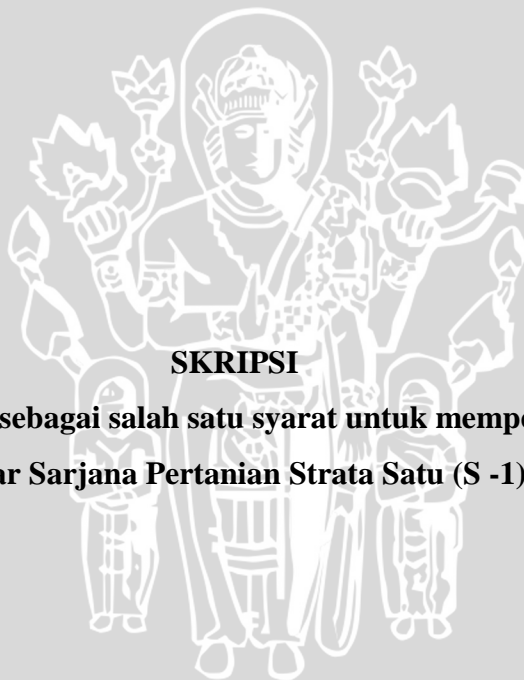 SKRIPSI
sebagai salah satu syarat untuk
Sarjana Pertanian Strata Satu (S -1)